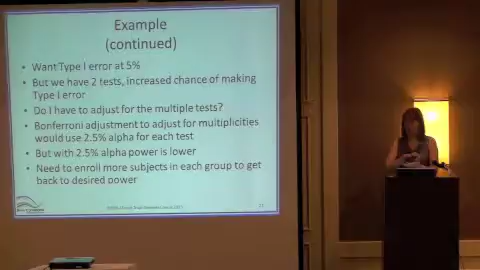 Example
(continued)
• Want Type I error at 5%
• But we have 2 tests, increased chance of making
Type I error
• Do I have to adjust for the multiple tests?
• Bonferroni adjustment to adjust for multiplicities
would use 2.5% alpha for each test
• But with 2.5% alpha power is lower
• Need to enroll more subjects in each group to get
back to desired power